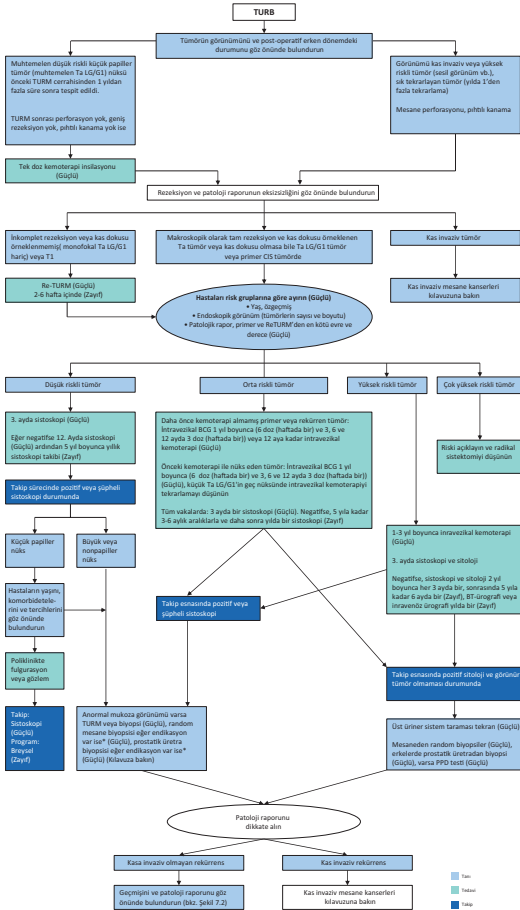 TURB
Tümörün görünümünü ve post-operatif erken dönemdeki
durumunu göz önünde bulundurun
Muhtemelen düşük riskli küçük papiller
tümör (muhtemelen Ta LG/G1) nüksü
önceki TURM cerrahisinden 1 yıldan
fazla süre sonra tespit edildi.
TURM sonrası perforasyon yok, geniş
rezeksiyon yok, pıhtılı kanama yok ise
Görünümü kas invaziv veya yüksek
riskli tümör (sesil görünüm vb.),
sık tekrarlayan tümör (yılda 1'den
fazla tekrarlama)
Mesane perforasyonu, pıhtılı kanama
Tek doz kemoterapi insilasyonu
(Güçlü)
Rezeksiyon ve patoloji raporunun eksizsizliğini göz önünde bulundurun
İnkomplet rezeksiyon veya kas dokusu
örneklenmemiş( monofokal Ta LG/G1
hariç) veya T1
Makroskopik olarak tam rezeksiyon ve kas dokusu örneklenen
Ta tümör veya kas dokusu olmasa bile Ta LG/G1 tümör
veya primer CIS tümörde
Kas invaziv tümör
Re-TURM (Güçlü)
2-6 hafta içinde (Zayıf)
Kas invaziv mesane kanserleri
kılavuzuna bakın
Hastaları risk gruplarına göre ayırın (Güçlü)
• Yaş, özgeçmiş
• Endoskopik görünüm (tümörlerin sayısı ve boyutu)
• Patolojik rapor, primer ve ReTURM'den en kötü evre ve
derece (Güçlü)
Düşük riskli tümör
Orta riskli tümör
Yüksek riskli tümör
Çok yüksek riskli tümör
3. ayda sistoskopi (Güçlü)
Eğer negatifse 12. Ayda sistoskopi
(Güçlü) ardından 5 yıl boyunca yıllık
sistoskopi takibi (Zayıf)
Daha önce kemoterapi almamış primer veya rekürren tümör:
İntravezikal BCG 1 yıl boyunca (6 doz (haftada bir) ve 3, 6 ve
12 ayda 3 doz (haftada bir)) veya 12 aya kadar intravezikal
kemoterapi (Güçlü)
Önceki kemoterapi ile nüks eden tümör: İntravezikal BCG 1 yıl
boyunca (6 doz (haftada bir) ve 3, 6 ve 12 ayda 3 doz (haftada bir))
(Güçlü), küçük Ta LG/G1'in geç nüksünde intravezikal kemoterapiyi
tekrarlamayı düşünün
Tüm vakalarda: 3 ayda bir sistoskopi (Güçlü). Negatifse, 5 yıla kadar
3-6 aylık aralıklarla ve daha sonra yılda bir sistoskopi (Zayıf)
Riski açıklayın ve radikal
sistektomiyi düşünün
Takip sürecinde pozitif veya şüpheli
sistoskopi durumunda
Küçük papiller
nüks
Büyük veya
nonpapiller
nüks
1-3 yıl boyunca inravezikal kemoterapi
(Güçlü)
3. ayda sistoskopi ve sitoloji
Negatifse, sistoskopi ve sitoloji 2 yıl
boyunca her 3 ayda bir, sonrasında 5 yıla
kadar 6 ayda bir (Zayıf), BT-ürografi veya
inravenöz ürografi yılda bir (Zayıf)
Hastaların yaşını,
komorbidetele-
rini ve tercihlerini
göz önünde
bulundurun
Takip esnasında pozitif veya
şüpheli sistoskopi
Poliklinikte
fulgurasyon
veya gözlem
Takip esnasında pozitif sitoloji ve görünür
tümör olmaması durumunda
Takip:
Sistoskopi
(Güçlü)
Program:
Breysel
(Zayıf)
Anormal mukoza görünümü varsa
TURM veya biyopsi (Güçlü), random
mesane biyopsisi eğer endikasyon
var ise* (Güçlü), prostatik üretra
biyopsisi eğer endikasyon var ise*
(Güçlü) (Kılavuza bakın)
Üst üriner sistem taraması tekran (Güçlü)
Mesaneden random biyopsiler (Güçlü),
erkelerde prostatik üretradan biyopsi
(Güçlü), varsa PPD testi (Güçlü)
Patoloji raporunu
dikkate alın
Kasa invaziv olmayan rekürrens
Kas invaziv rekürrens
Geçmişini ve patoloji raporunu göz
önünde bulundurun (bkz. Şekil 7.2)
Kas invaziv mesane kanserleri
kılavuzuna bakın
Tanı
Tedavi
Takip